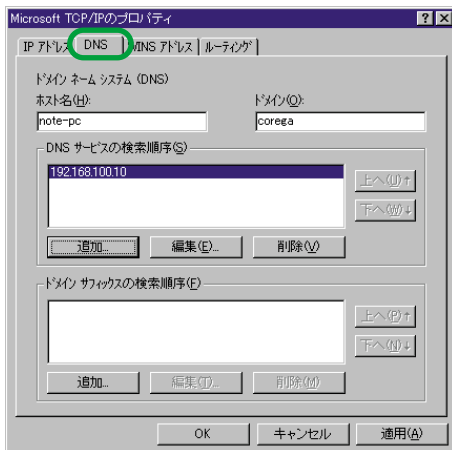 Microsoft TCP/IPのプロパティ
IP アドレス DNS WINS アドレス ルーティング
ドメイン ネーム システム (DNS)
ホスト名(H): ドメイン(O):
note-pc corega
DNS サービスの検索順序(S)
192.168.100.10
上へ(U)↑
下へ(W)↓
追加... 編集(E)... 削除(V)
ドメイン サフィックスの検索順序(F)
上へ(P)↑
下へ(N)↓
追加... 編集(T)... 削除(M)
OK キャンセル 適用(A)